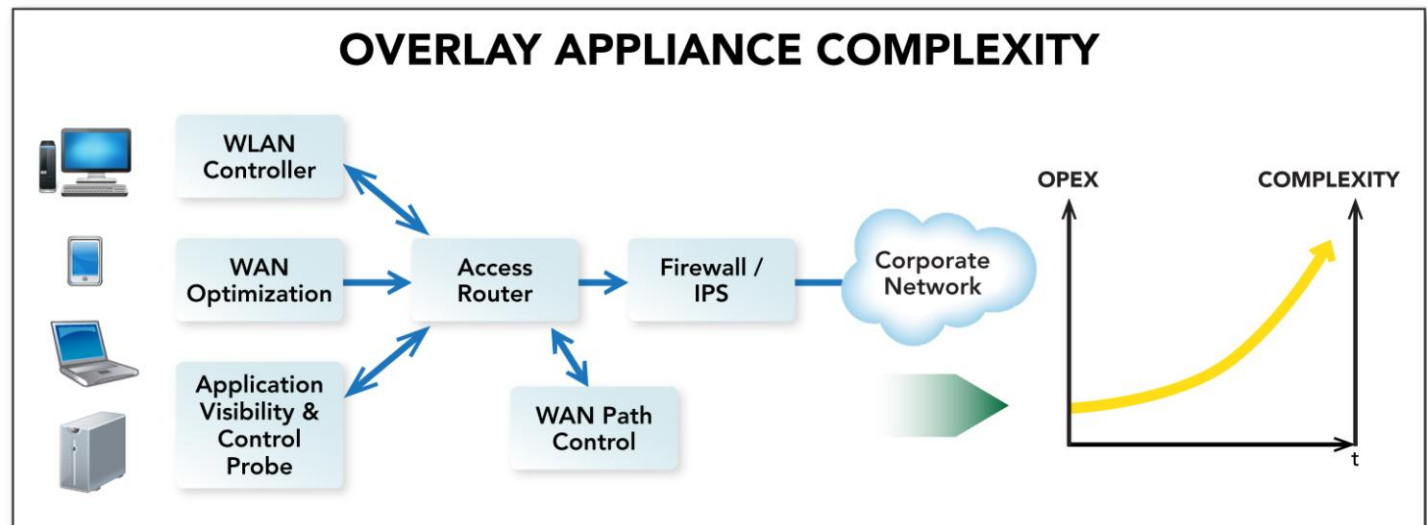 OVERLAY APPLIANCE COMPLEXITY
WLAN
Controller
WAN
Optimization
Application
Visibility &
Control
Probe
Access
Router
WAN Path
Control
Firewall /
IPS
Corporate
Network
OPEX
COMPLEXITY
t